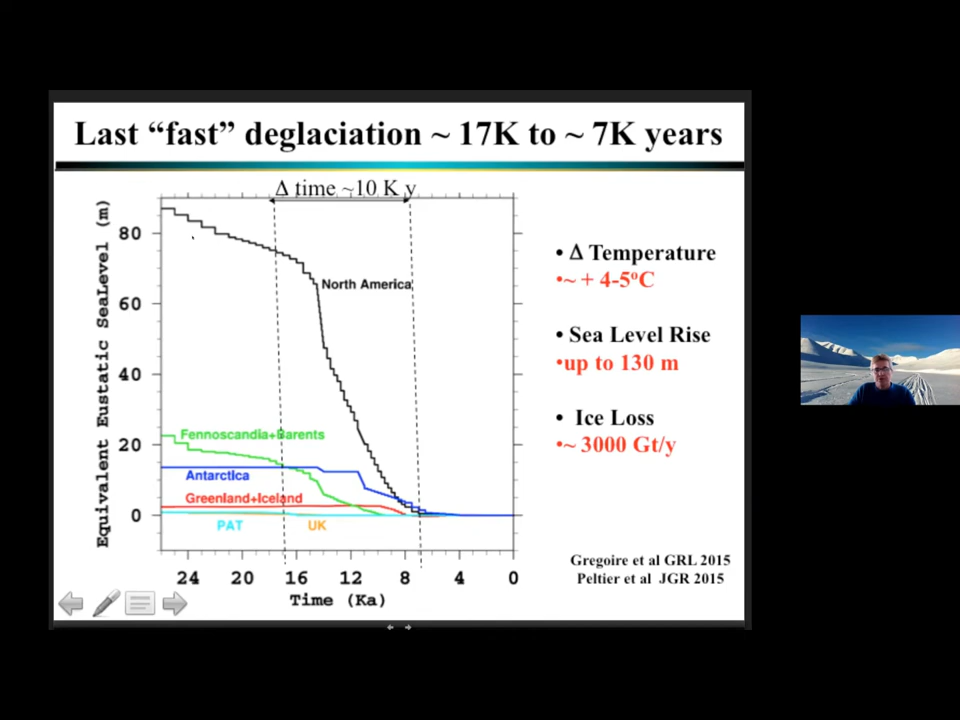 Last “fast” deglaciation ~ 17K to ~ 7K years
Δ time ~10 K y
Equivalent Eustatic SeaLevel (m)
80
60
40
20
0
North America
Fennoscandia+Barents
Antarctica
Greenland+Iceland
PAT
UK
24 20 16 12 8 4 0
Time (Ka)
• Δ Temperature
•~ + 4-5ºC
• Sea Level Rise
•up to 130 m
• Ice Loss
•~ 3000 Gt/y
Gregoire et al GRL 2015
Peltier et al JGR 2015